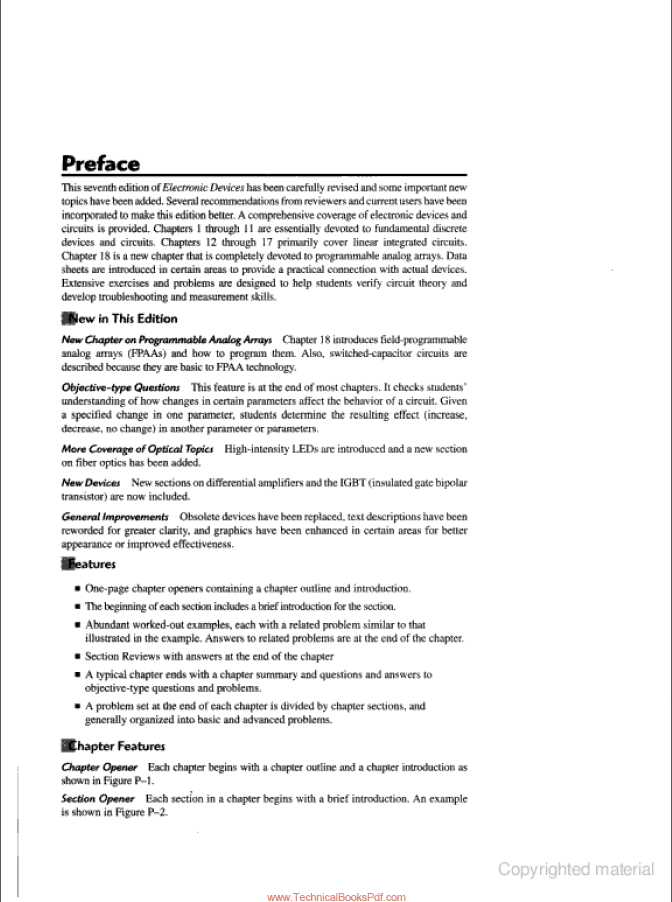 Preface
This seventh edition of Electronic Devices has been carefully revised and some important new
topics have been added. Several recommendations from reviewers and current users have been
incorporated to make this edition better. A comprehensive coverage of electronic devices and
circuits is provided. Chapters 1 through 11 are essentially devoted to fundamental discrete
devices and circuits. Chapters 12 through 17 primarily cover linear integrated circuits.
Chapter 18 is a new chapter that is completely devoted to programmable analog arrays. Data
sheets are introduced in certain areas to provide a practical connection with actual devices.
Extensive exercises and problems are designed to help students verify circuit theory and
develop troubleshooting and measurement skills.
New in This Edition
New Chapter on Programmable Analog Arrays Chapter 18 introduces field-programmable
analog arrays (FPAAs) and how to program them. Also, switched-capacitor circuits are
described because they are basic to FPAA technology.
Objective-type Questions This feature is at the end of most chapters. It checks students'
understanding of how changes in certain parameters affect the behavior of a circuit. Given
a specified change in one parameter, students determine the resulting effect (increase,
decrease, no change) in another parameter or parameters.
More Coverage of Optical Topics High-intensity LEDs are introduced and a new section
on fiber optics has been added.
New Devices New sections on differential amplifiers and the IGBT (insulated gate bipolar
transistor) are now included.
General Improvements Obsolete devices have been replaced, text descriptions have been
reworded for greater clarity, and graphics have been enhanced in certain areas for better
appearance or improved effectiveness.
Features
■ One-page chapter openers containing a chapter outline and introduction.
■ The beginning of each section includes a brief introduction for the section.
■ Abundant worked-out examples, each with a related problem similar to that
illustrated in the example. Answers to related problems are at the end of the chapter.
■ Section Reviews with answers at the end of the chapter
■ A typical chapter ends with a chapter summary and questions and answers to
objective-type questions and problems.
■ A problem set at the end of each chapter is divided by chapter sections, and
generally organized into basic and advanced problems.
Chapter Features
Chapter Opener Each chapter begins with a chapter outline and a chapter introduction as
shown in Figure P–1.
Section Opener Each section in a chapter begins with a brief introduction. An example
is shown in Figure P–2.
Copyrighted material
www.TechnicalBooksPdf.com